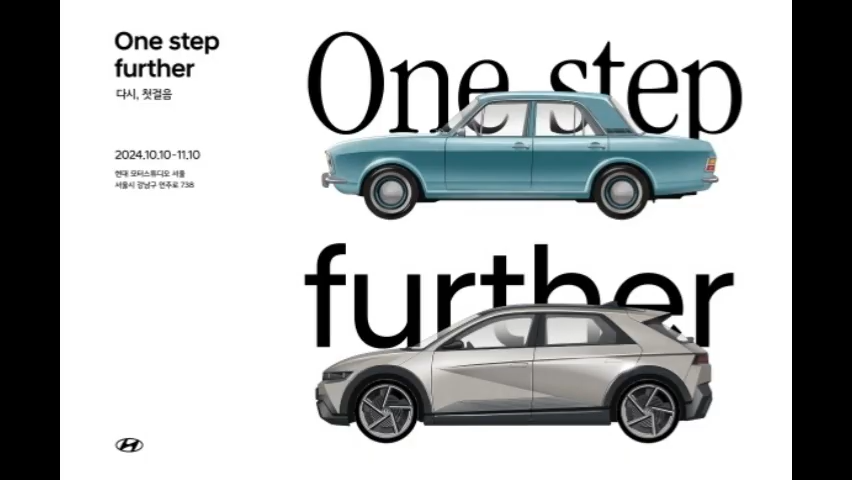 One step
further
다시, 첫걸음
2024.10.10-11.10
현대 모터스튜디오 서울
서울시 강남구 언주로 738
One step
further